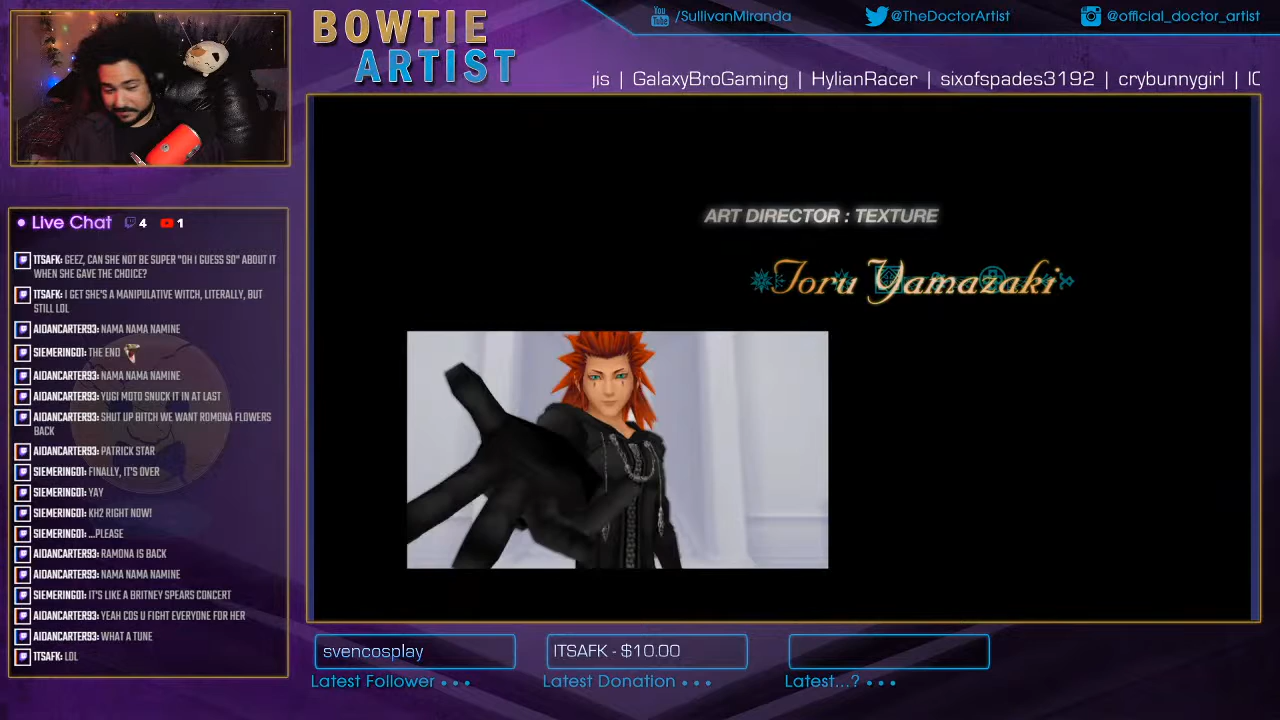 BOWTIE
ARTIST
/SullivanMiranda
@TheDoctorArtist
@official_doctor_artist
jis | GalaxyBroGaming | HylianRacer | sixofspades3192 | crybunnygirl |
ART DIRECTOR : TEXTURE
Toru Yamazaki
Live Chat 4 1
ITSAFK: GEEZ, CAN SHE NOT BE SUPER "OH I GUESS SO" ABOUT IT
WHEN SHE GAVE THE CHOICE?
ITSAFK: I GET SHE'S A MANIPULATIVE WITCH, LITERALLY, BUT
STILL LOL
AIDANCARTER93: NAMA NAMA NAMINE
SIEMERING01: THE END
AIDANCARTER93: NAMA NAMA NAMINE
AIDANCARTER93: YUGI MOTO SNUCK IT IN AT LAST
AIDANCARTER93: SHUT UP BITCH WE WANT ROMONA FLOWERS
BACK
AIDANCARTER93: PATRICK STAR
SIEMERING01: FINALLY, IT'S OVER
SIEMERING01: YAY
SIEMERING01: KH2 RIGHT NOW!
SIEMERING01: ...PLEASE
AIDANCARTER93: RAMONA IS BACK
AIDANCARTER93: NAMA NAMA NAMINE
SIEMERING01: IT'S LIKE A BRITNEY SPEARS CONCERT
AIDANCARTER93: YEAH COS U FIGHT EVERYONE FOR HER
AIDANCARTER93: WHAT A TUNE
ITSAFK: LOL
svencosplay
Latest Follower • • •
ITSAFK - $10.00
Latest Donation • • •
Latest...? • • •